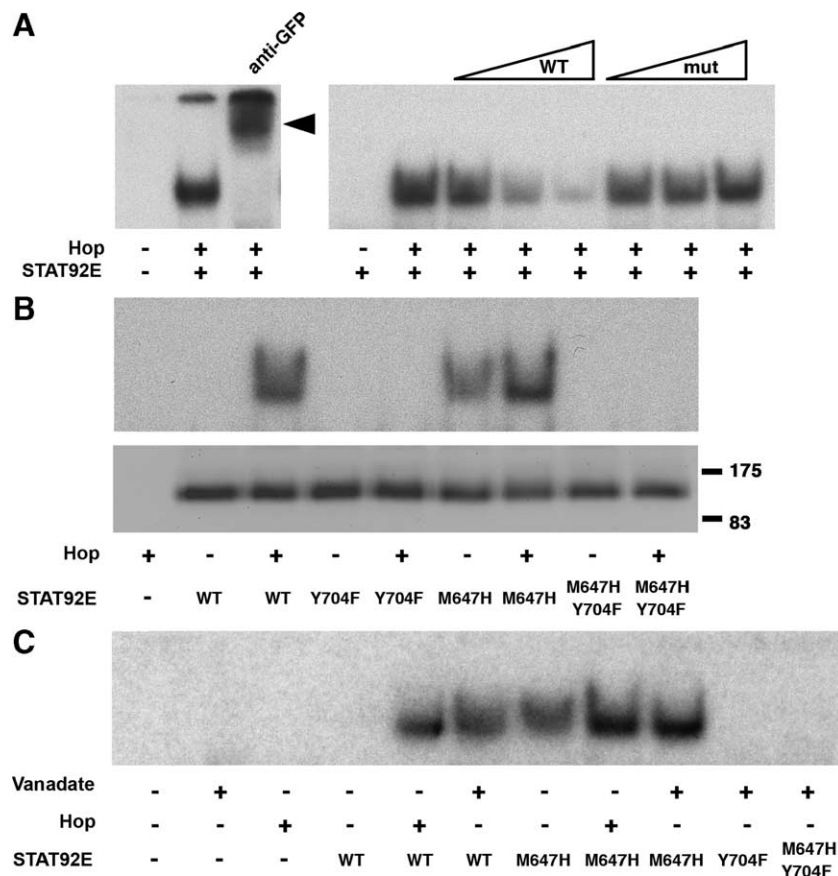 A
anti-GFP
WT
mut
Hop - + + - + + + + + + +
STAT92E - + + + + + + + + + +
B
175
83
Hop + - + - + - + - +
STAT92E - WT WT Y704F Y704F M647H M647H M647H Y704F M647H Y704F
C
Vanadate - + - - - + - - + + +
Hop - - + - + - - + - - -
STAT92E - - - WT WT WT M647H M647H M647H Y704F M647H Y704F